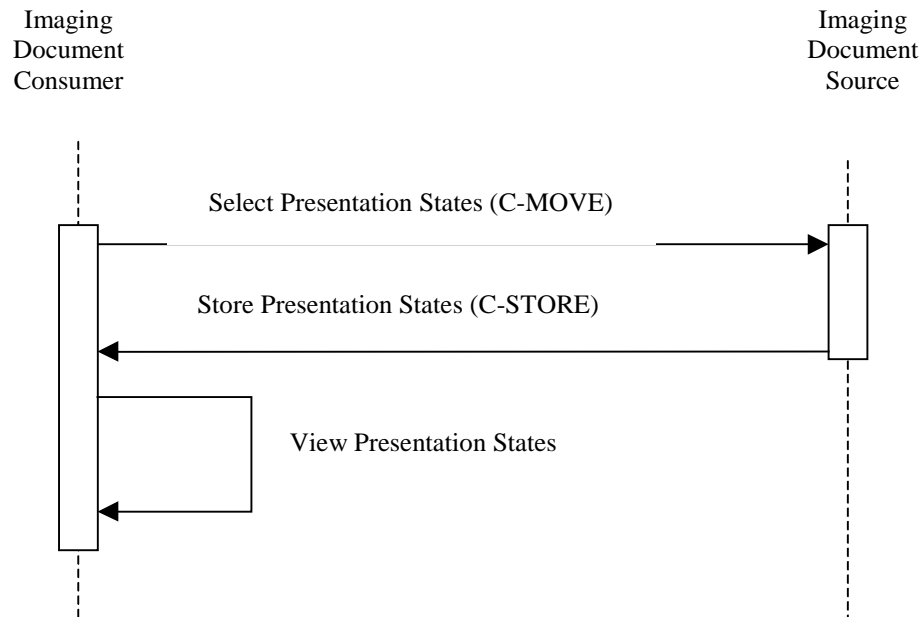 Imaging
Document
Consumer
Imaging
Document
Source
Select Presentation States (C-MOVE)
Store Presentation States (C-STORE)
View Presentation States